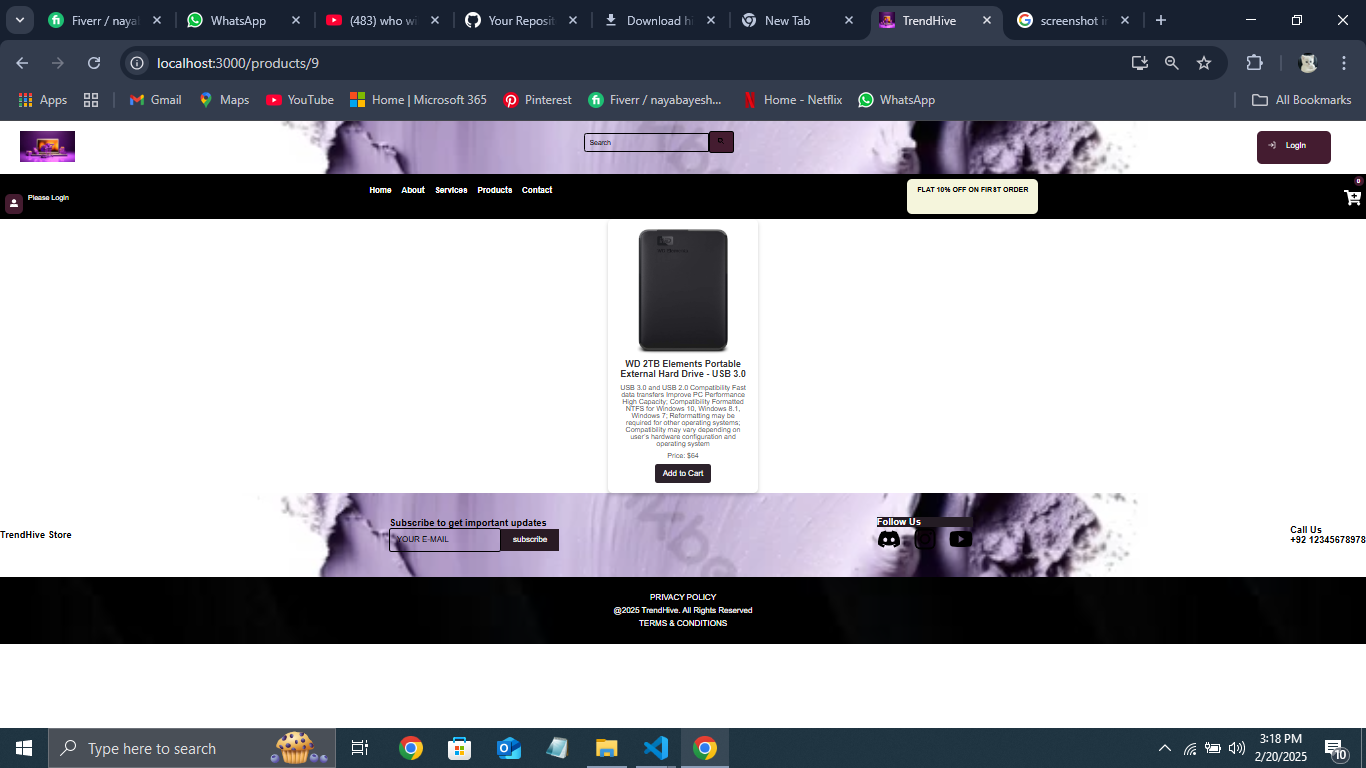 Fiverr / naya
WhatsApp
(483) who wi
Your Reposit
Download hi
New Tab
TrendHive
screenshot in
localhost:3000/products/9
Apps
Gmail
Maps
YouTube
Home | Microsoft 365
Pinterest
Fiverr / nayabayesh...
Home - Netflix
WhatsApp
All Bookmarks
Search
Login
Please Login
Home
About
Services
Products
Contact
FLAT 10% OFF ON FIRST ORDER
0
WD 2TB Elements Portable
External Hard Drive - USB 3.0
USB 3.0 and USB 2.0 Compatibility Fast
data transfers Improve PC Performance
High Capacity; Compatibility Formatted
NTFS for Windows 10, Windows 8.1,
Windows 7; Reformatting may be
required for other operating systems;
Compatibility may vary depending on
user's hardware configuration and
operating system
Price: $64
Add to Cart
TrendHive Store
Subscribe to get important updates
YOUR E-MAIL
subscribe
Follow Us
Call Us
+92 12345678978
PRIVACY POLICY
@2025 TrendHive. All Rights Reserved
TERMS & CONDITIONS
Type here to search
3:18 PM
2/20/2025
10